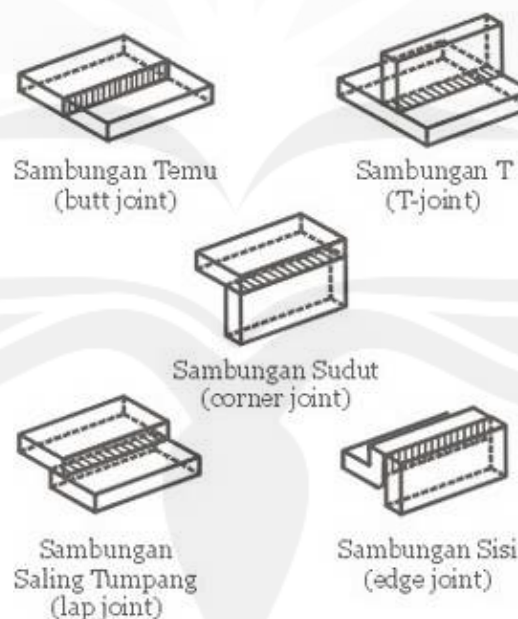 Sambungan Temu
(butt joint)
Sambungan T
(T-joint)
Sambungan Sudut
(corner joint)
Sambungan
Saling Tumpang
(lap joint)
Sambungan Sisi
(edge joint)